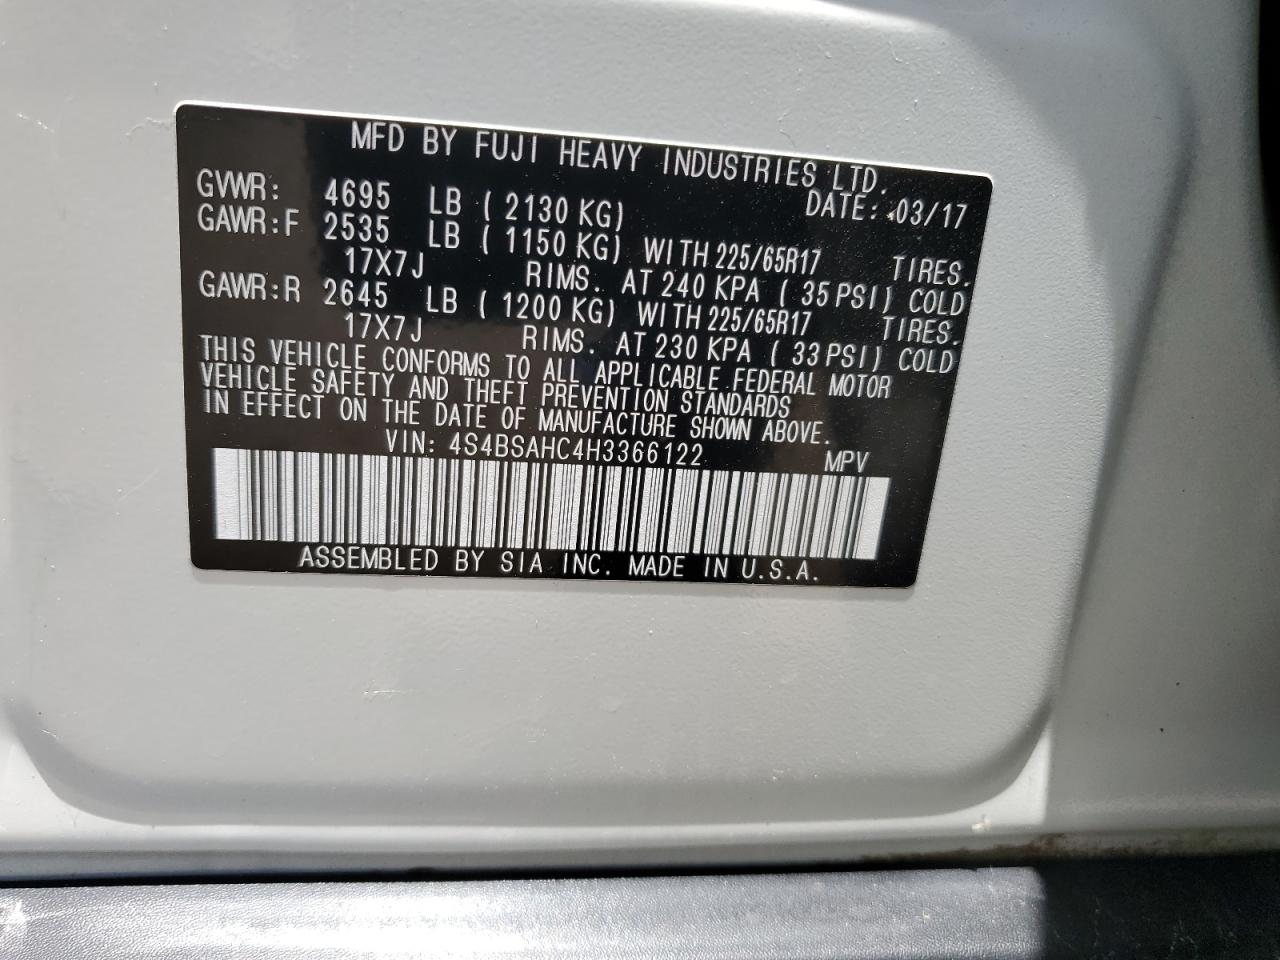 MFD BY FUJI HEAVY INDUSTRIES LTD.
GVWR: 4695 LB ( 2130 KG) DATE: 03/17
GAWR:F 2535 LB ( 1150 KG) WITH 225/65R17 TIRES.
17X7J RIMS. AT 240 KPA ( 35 PSI) COLD
GAWR:R 2645 LB ( 1200 KG) WITH 225/65R17 TIRES.
17X7J RIMS. AT 230 KPA ( 33 PSI) COLD
THIS VEHICLE CONFORMS TO ALL APPLICABLE FEDERAL MOTOR
VEHICLE SAFETY AND THEFT PREVENTION STANDARDS
IN EFFECT ON THE DATE OF MANUFACTURE SHOWN ABOVE.
VIN: 4S4BSAHC4H3366122 MPV
ASSEMBLED BY SIA INC. MADE IN U.S.A.